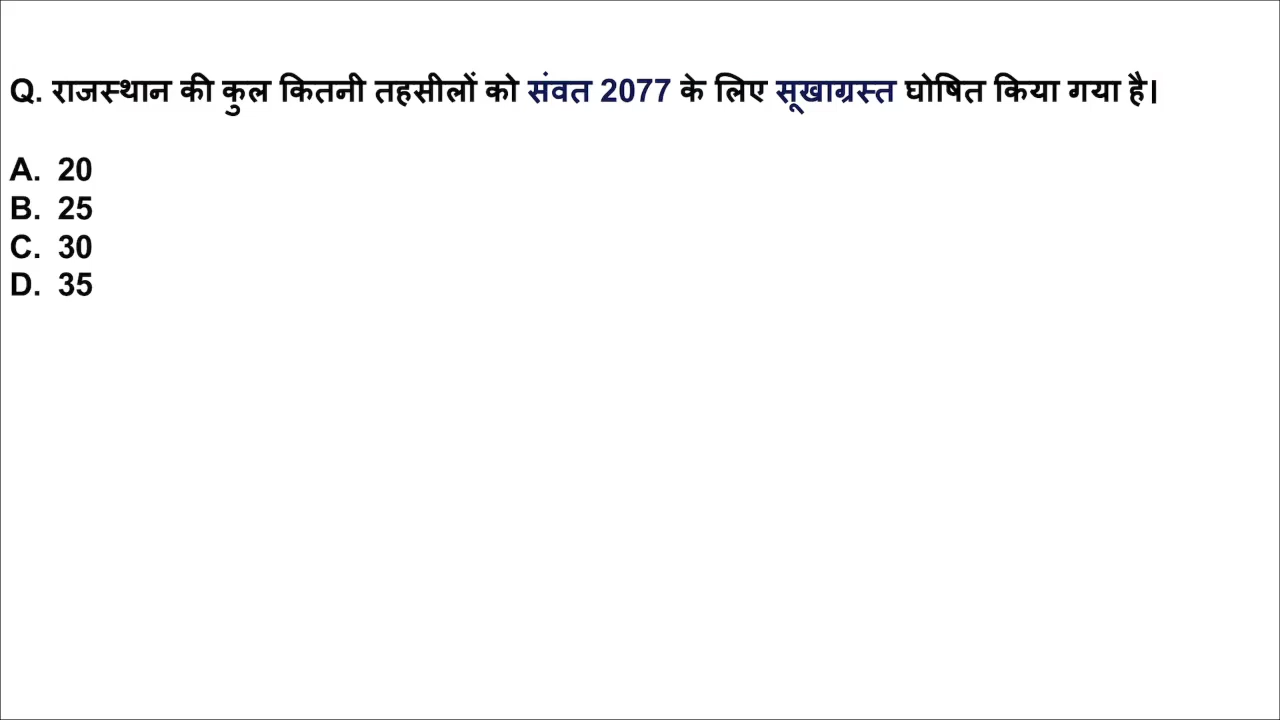 Q. राजस्थान की कुल कितनी तहसीलों को संवत 2077 के लिए सूखाग्रस्त घोषित किया गया है।
A. 20
B. 25
C. 30
D. 35